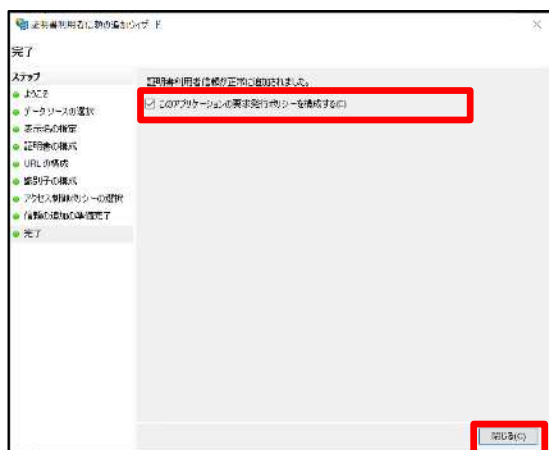 証明書利用者信頼の追加ウィザード
完了
ステップ
ようこそ
データソースの選択
表示名の指定
証明書の構成
URL の構成
識別子の構成
アクセス制御ポリシーの選択
信頼の追加の準備完了
完了
証明書利用者信頼が正常に追加されました。
このアプリケーションの要求発行ポリシーを構成する(C)
閉じる(C)